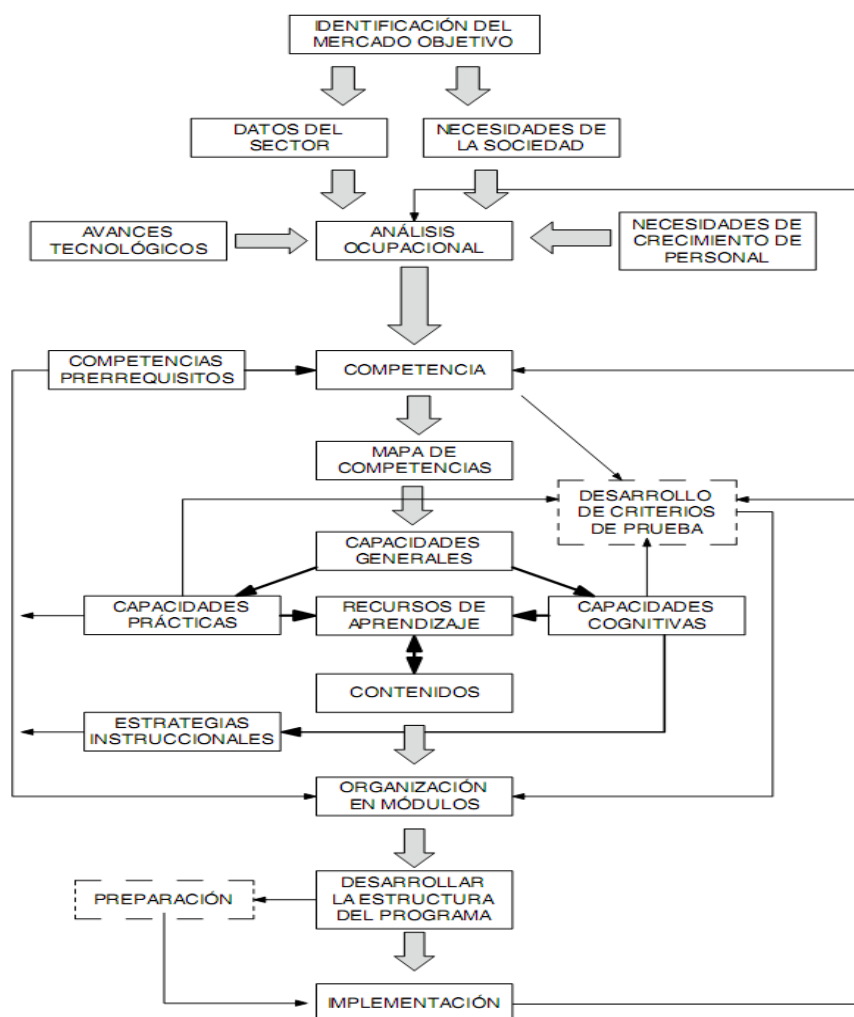 IDENTIFICACIÓN DEL
MERCADO OBJETIVO
DATOS DEL
SECTOR
NECESIDADES DE
LA SOCIEDAD
AVANCES
TECNOLÓGICOS
ANÁLISIS
OCUPACIONAL
NECESIDADES DE
CRECIMIENTO DE
PERSONAL
COMPETENCIAS
PRERREQUISITOS
COMPETENCIA
MAPA DE
COMPETENCIAS
DESARROLLO
DE CRITERIOS
DE PRUEBA
CAPACIDADES
GENERALES
CAPACIDADES
PRÁCTICAS
RECURSOS DE
APRENDIZAJE
CAPACIDADES
COGNITIVAS
CONTENIDOS
ESTRATEGIAS
INSTRUCCIONALES
ORGANIZACIÓN
EN MÓDULOS
PREPARACIÓN
DESARROLLAR
LA ESTRUCTURA
DEL PROGRAMA
IMPLEMENTACIÓN